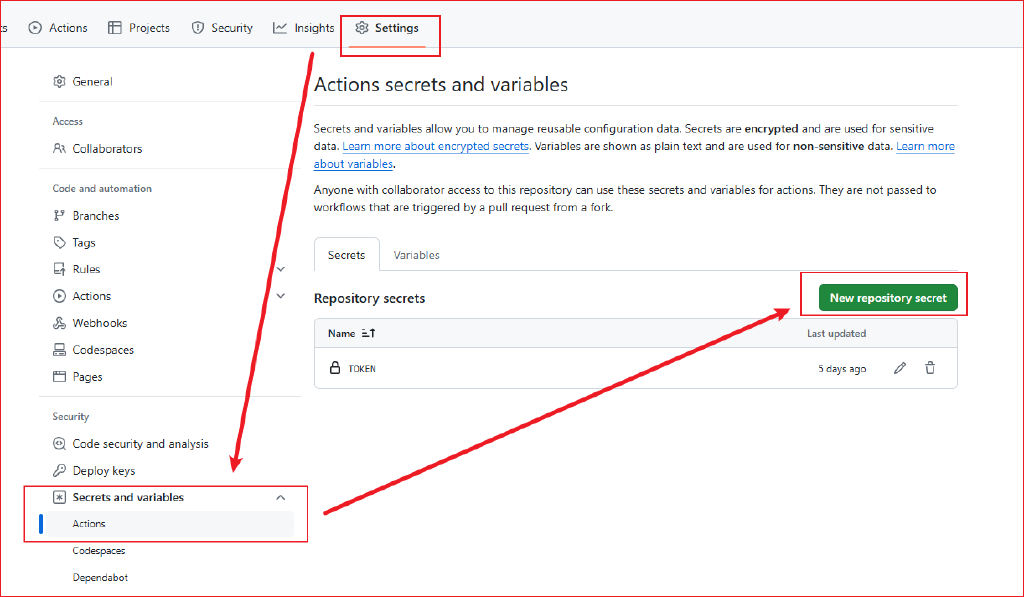 Actions Projects Security Insights Settings
General
Access
Collaborators
Code and automation
Branches
Tags
Rules
Actions
Webhooks
Codespaces
Pages
Security
Code security and analysis
Deploy keys
Secrets and variables
Actions
Codespaces
Dependabot
Actions secrets and variables
Secrets and variables allow you to manage reusable configuration data. Secrets are encrypted and are used for sensitive
data. Learn more about encrypted secrets. Variables are shown as plain text and are used for non-sensitive data. Learn more
about variables.
Anyone with collaborator access to this repository can use these secrets and variables for actions. They are not passed to
workflows that are triggered by a pull request from a fork.
Secrets Variables
Repository secrets New repository secret
Name Last updated
TOKEN 5 days ago